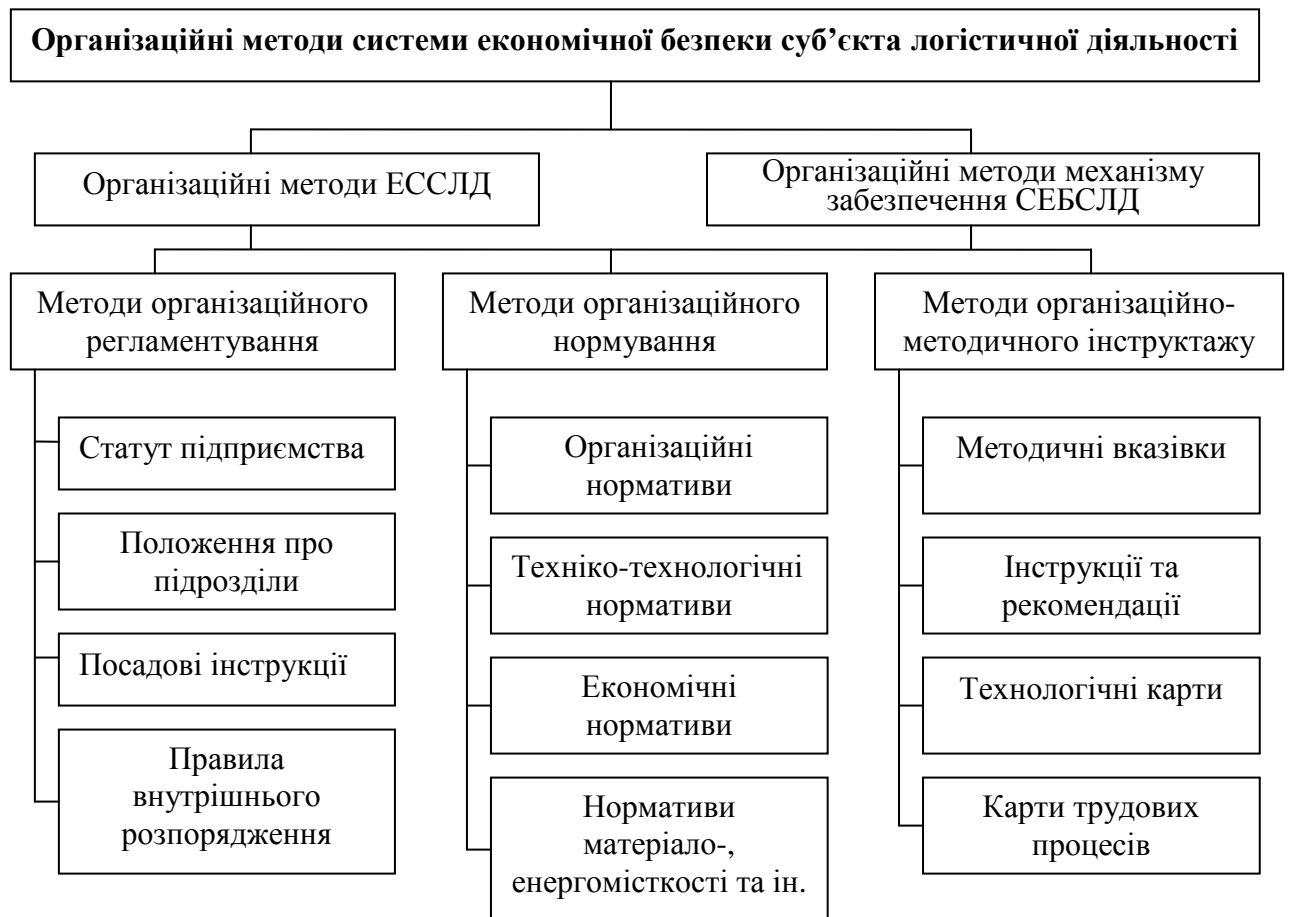 Організаційні методи системи економічної безпеки суб’єкта логістичної діяльності
Організаційні методи ЕССЛД
Організаційні методи механізму
забезпечення СЕБСЛД
Методи організаційного
регламентування
Методи організаційного
нормування
Методи організаційно-
методичного інструктажу
Статут підприємства
Положення про
підрозділи
Посадові інструкції
Правила
внутрішнього
розпорядження
Організаційні
нормативи
Техніко-технологічні
нормативи
Економічні
нормативи
Нормативи
матеріало-,
енергомісткості та ін.
Методичні вказівки
Інструкції та
рекомендації
Технологічні карти
Карти трудових
процесів